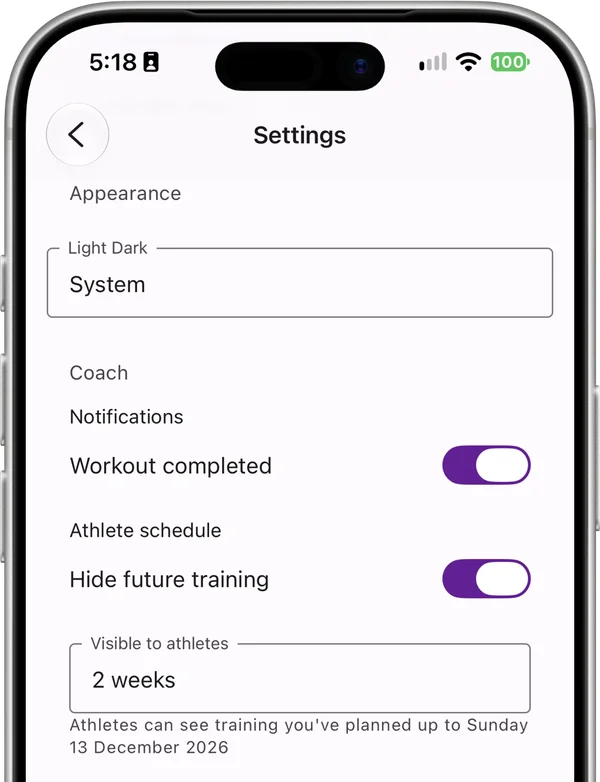 5:18
100
Settings
Appearance
Light Dark
System
Coach
Notifications
Workout completed
Athlete schedule
Hide future training
Visible to athletes
2 weeks
Athletes can see training you've planned up to Sunday
13 December 2026